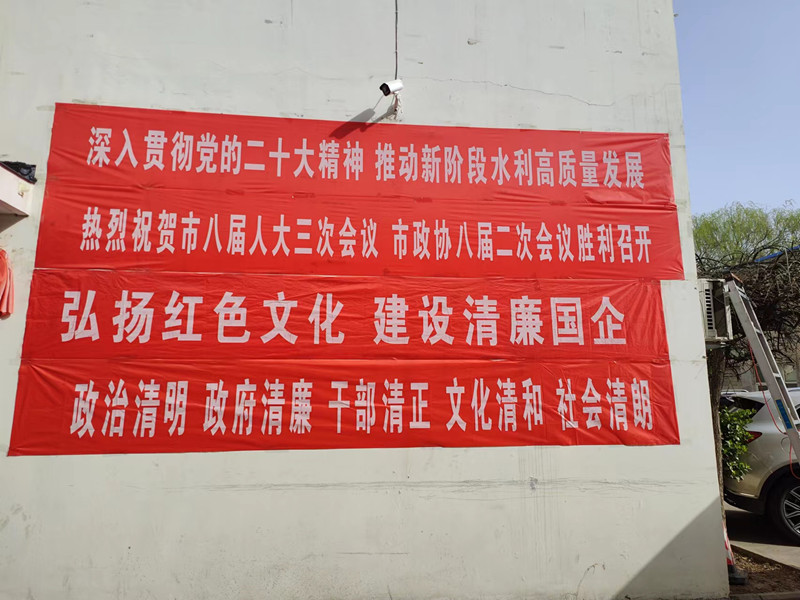 深入贯彻党的二十大精神 推动新阶段水利高质量发展
热烈祝贺市八届人大三次会议 市政协八届二次会议胜利召开
弘扬红色文化 建设清廉国企
政治清明 政府清廉 干部清正 文化清和 社会清朗